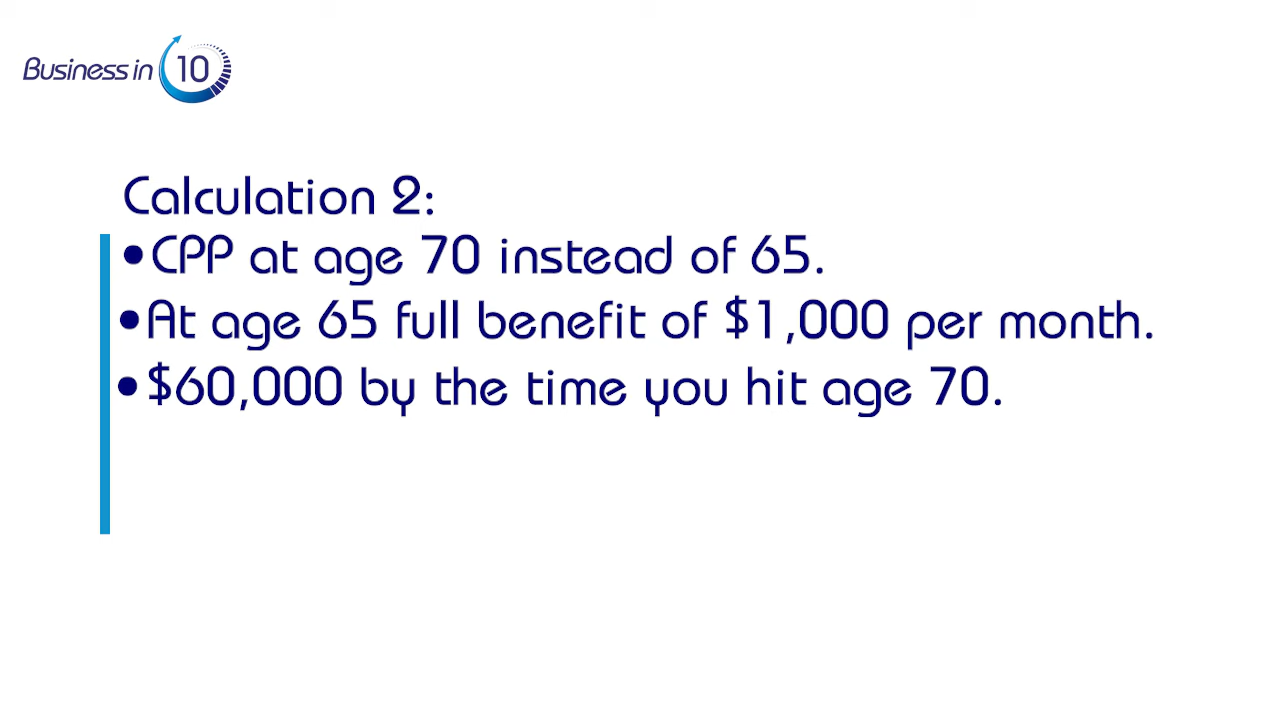 Business in 10
Calculation 2:
•CPP at age 70 instead of 65.
•At age 65 full benefit of $1,000 per month.
•$60,000 by the time you hit age 70.